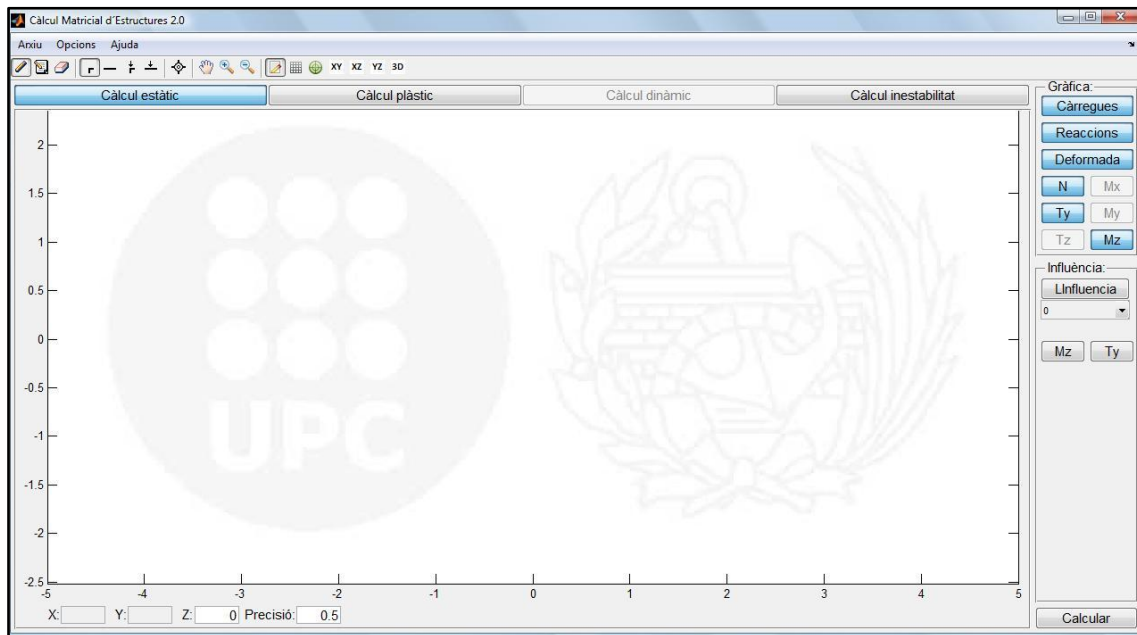 Càlcul Matricial d´Estructures 2.0
Arxiu Opcions Ajuda
XY XZ YZ 3D
Càlcul estàtic Càlcul plàstic Càlcul dinàmic Càlcul inestabilitat
Gràfica:
Càrregues
Reaccions
Deformada
N Mx
Ty My
Tz Mz
Influència:
LInfluencia
0
Mz Ty
2
1.5
1
0.5
0
-0.5
-1
-1.5
-2
-2.5
UPC
-5 -4 -3 -2 -1 0 1 2 3 4 5
X: Y: Z: 0 Precisió: 0.5
Calcular